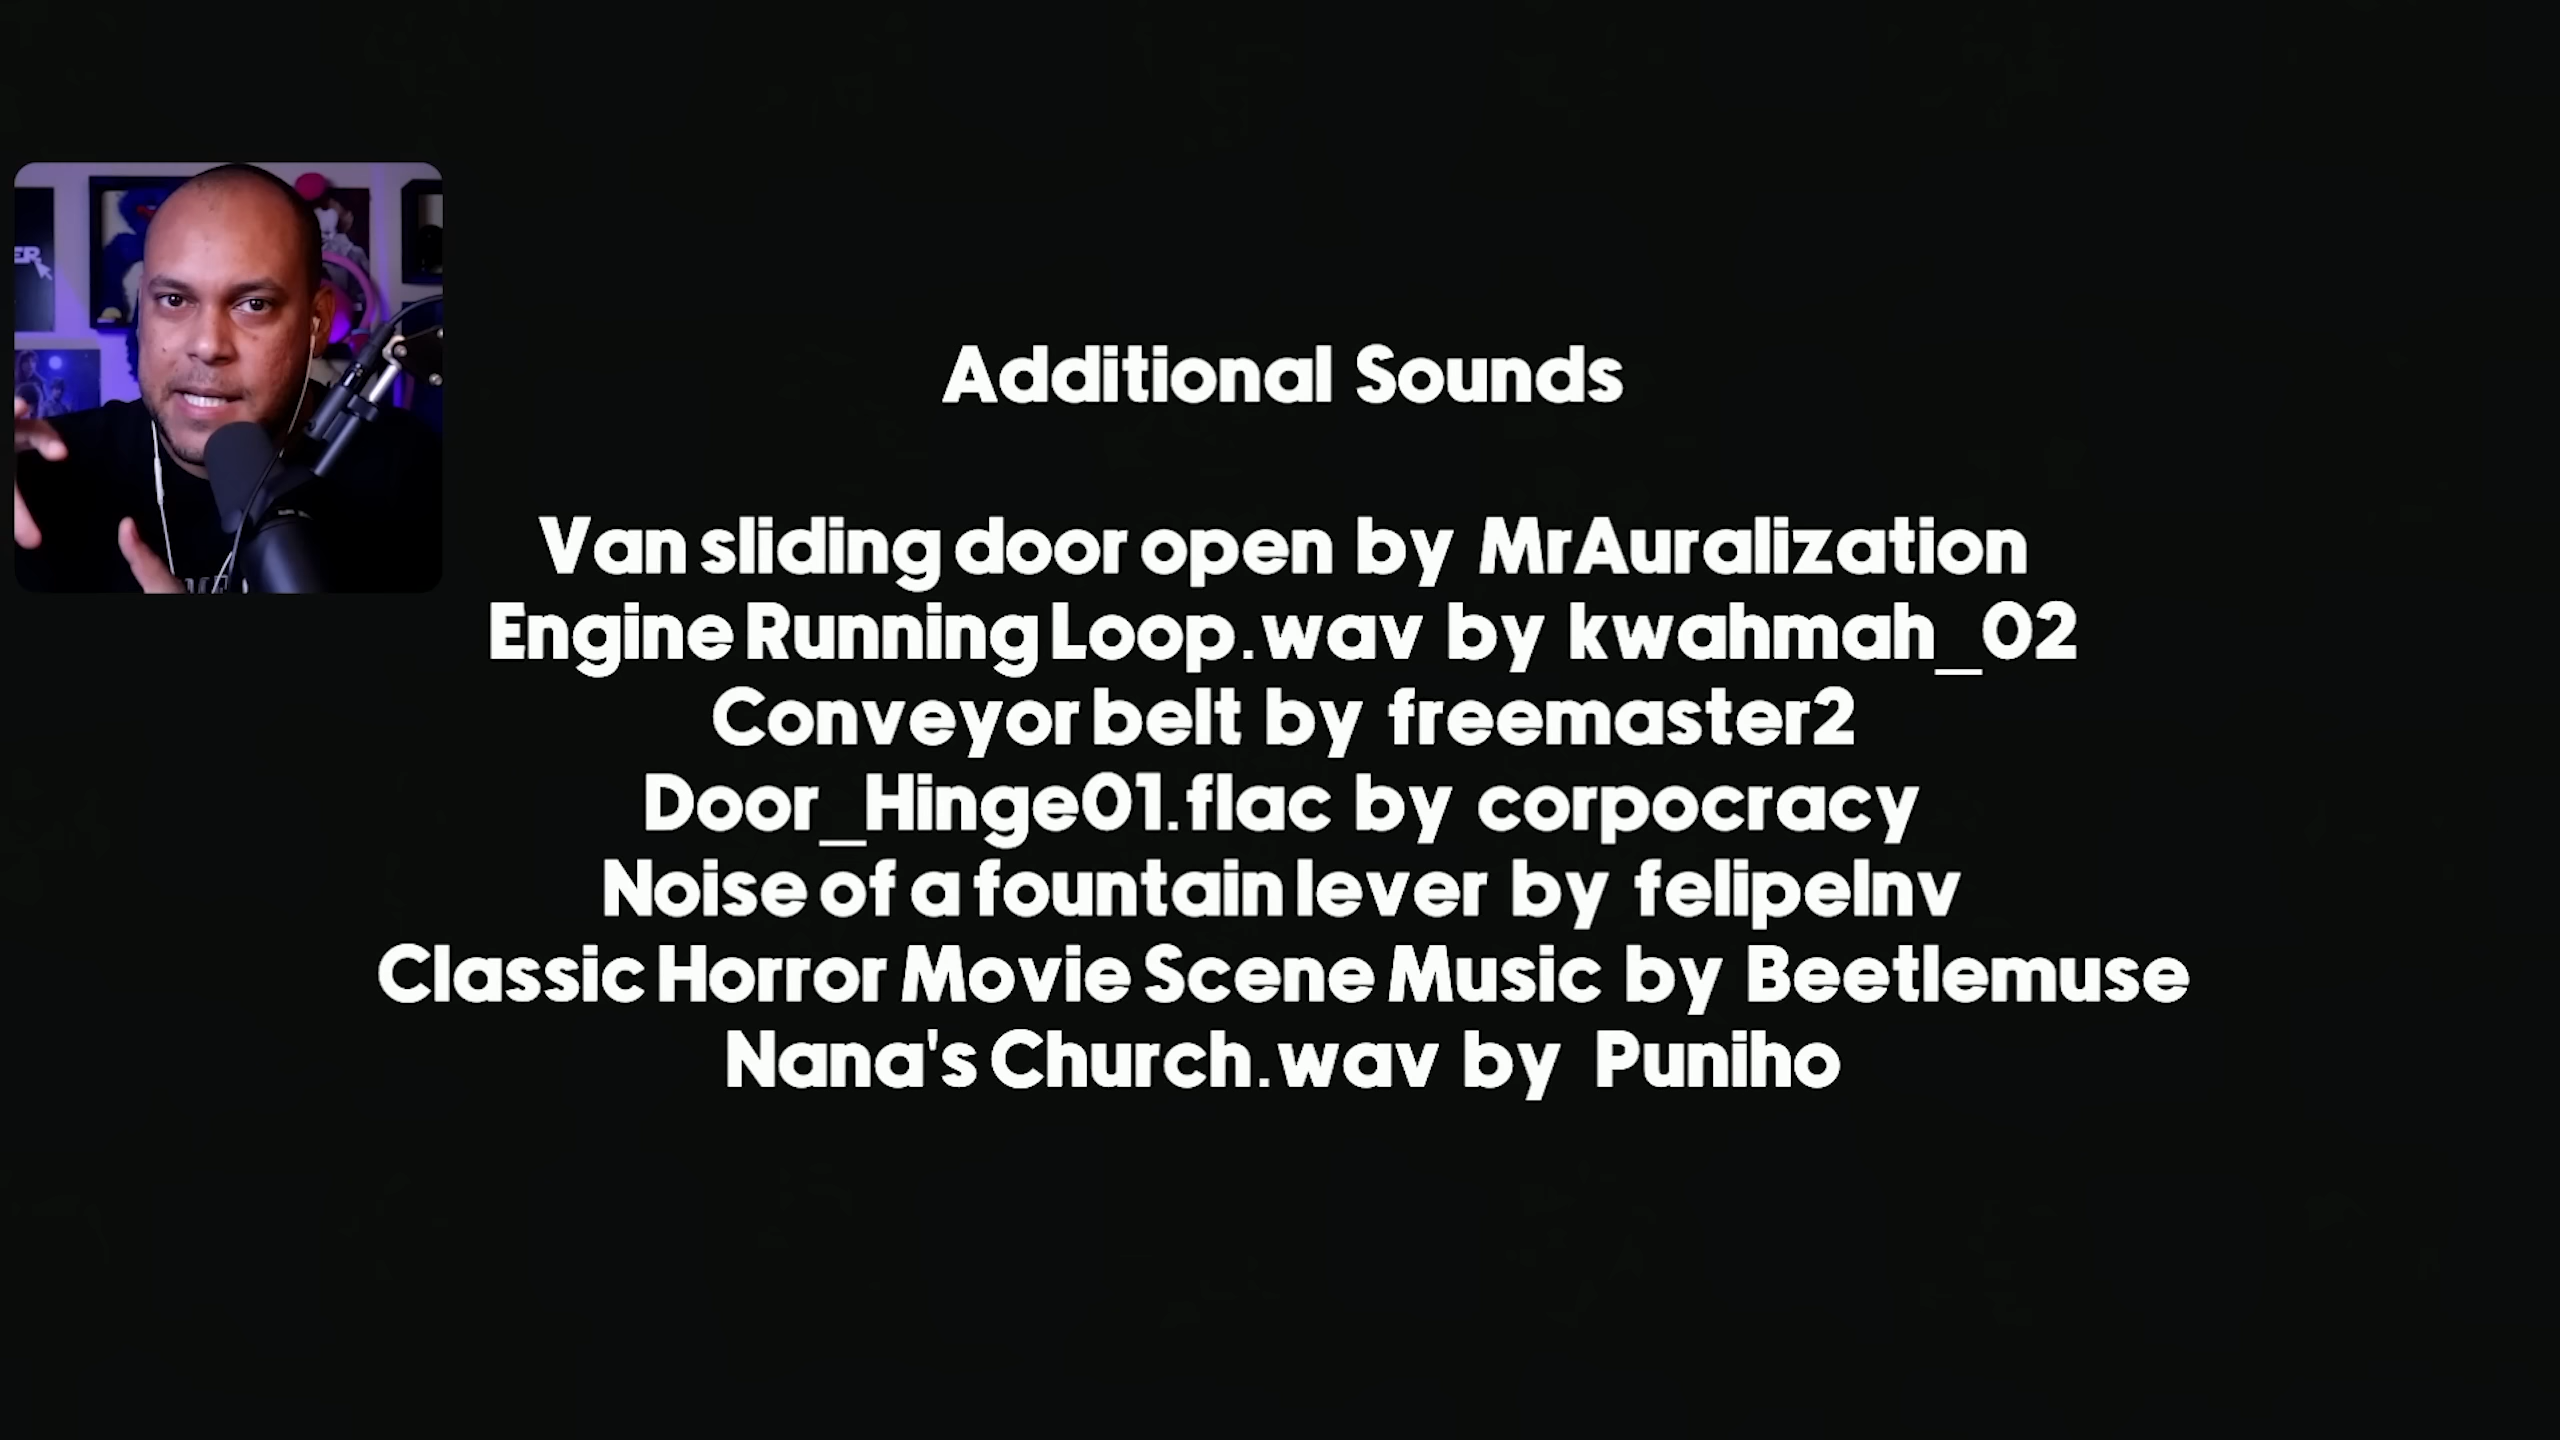 Additional Sounds
Van sliding door open by MrAuralization
Engine Running Loop.wav by kwahmah_02
Conveyor belt by freemaster2
Door_Hinge01.flac by corpocracy
Noise of a fountain lever by felipelnv
Classic Horror Movie Scene Music by Beetlemuse
Nana's Church.wav by Puniho